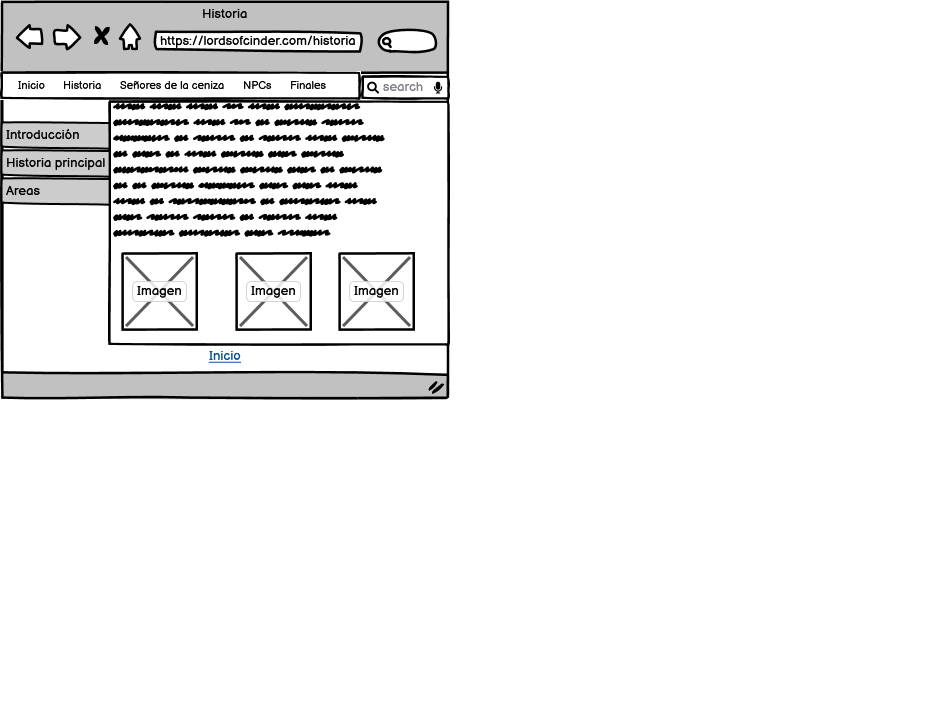 Historia
https://lordsofcinder.com/historia
Inicio Historia Señores de la ceniza NPCs Finales search
Introducción
Historia principal
Areas
Imagen Imagen Imagen
Inicio